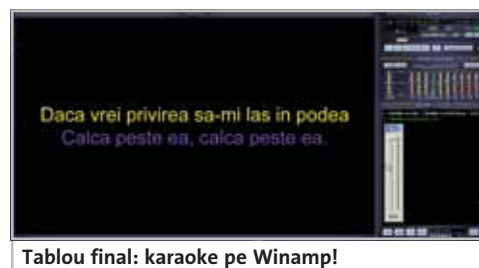 Daca vrei privirea sa-mi las in podea
Calca peste ea, calca peste ea.
Tablou final: karaoke pe Winamp!